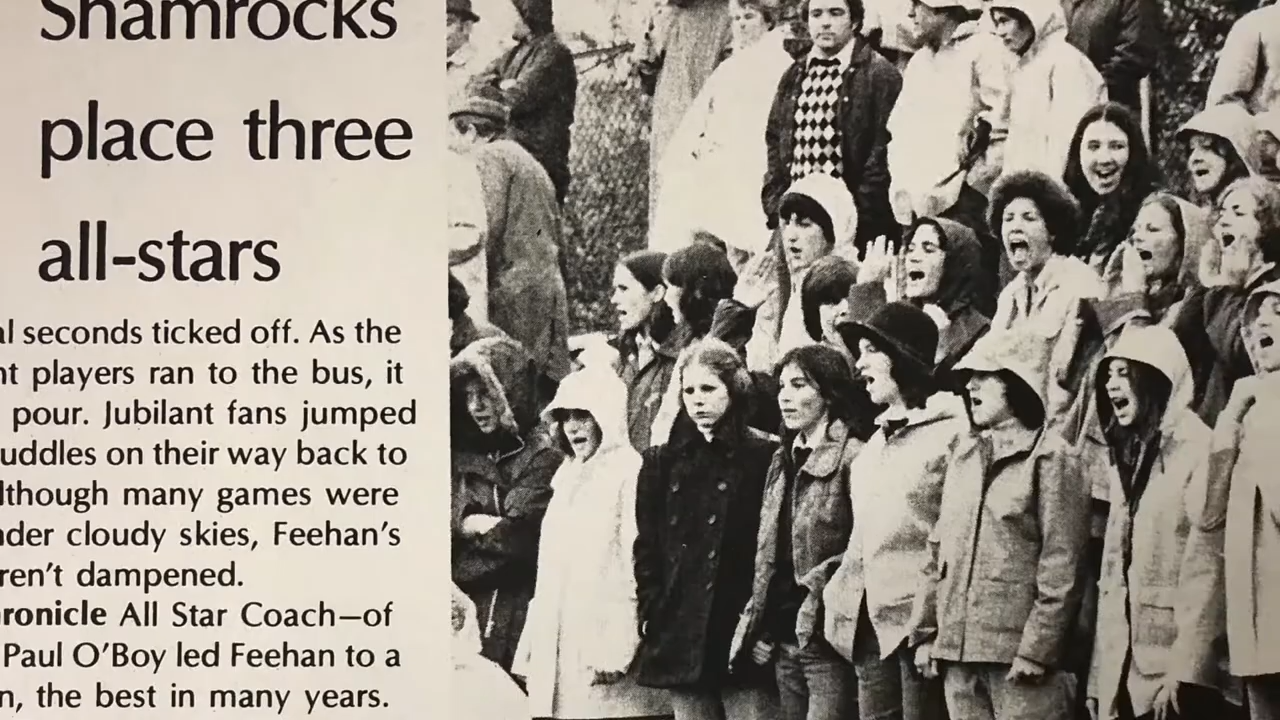 Shamrocks
place three
all-stars
al seconds ticked off. As the
nt players ran to the bus, it
pour. Jubilant fans jumped
uddles on their way back to
lthough many games were
nder cloudy skies, Feehan's
ren't dampened.
ronicle All Star Coach—of
Paul O'Boy led Feehan to a
n, the best in many years.